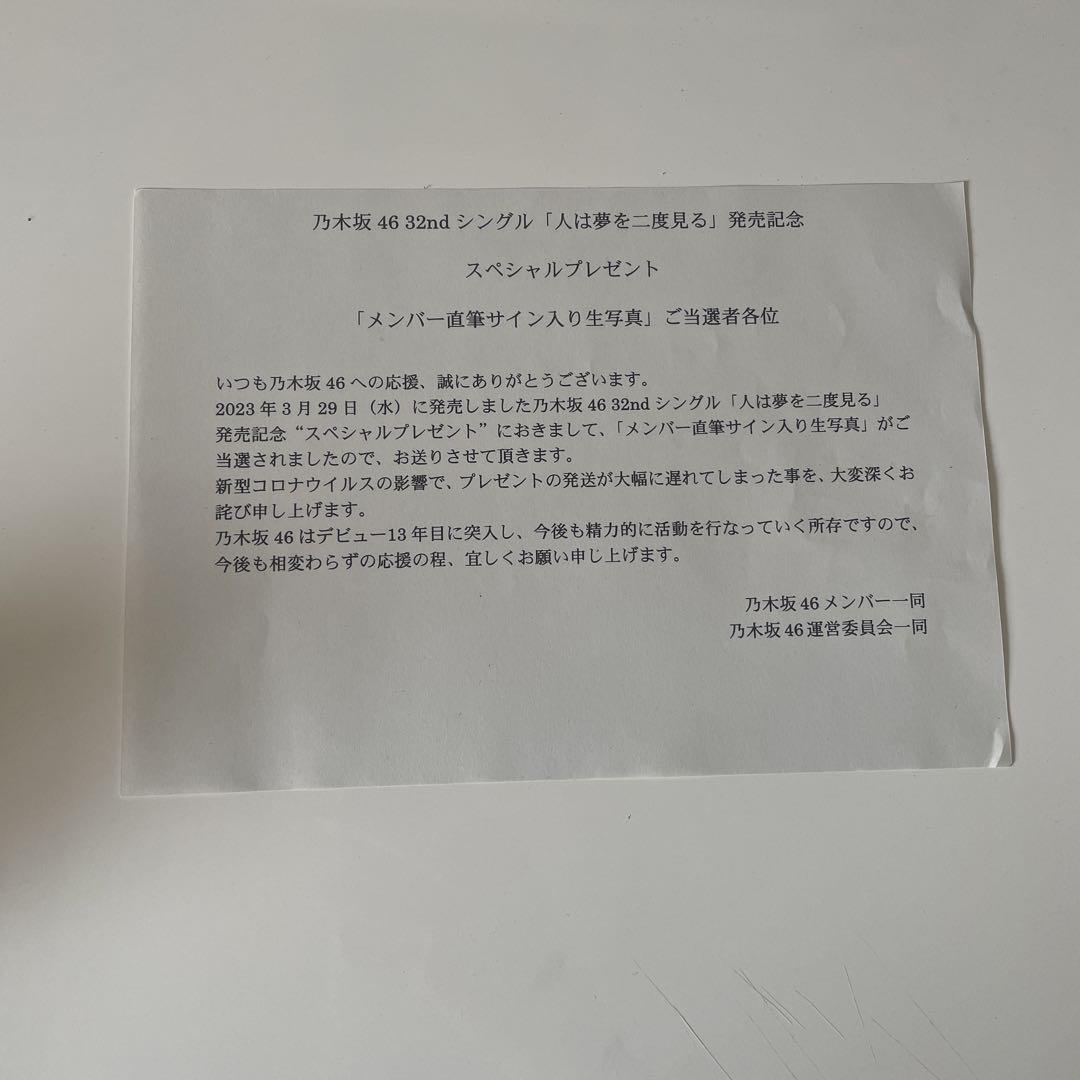 乃木坂 46 32nd シングル「人は夢を二度見る」発売記念
スペシャルプレゼント
「メンバー直筆サイン入り生写真」ご当選者各位
いつも乃木坂 46 への応援、誠にありがとうございます。
2023 年 3 月 29 日（水）に発売しました乃木坂 46 32nd シングル「人は夢を二度見る」
発売記念 “スペシャルプレゼント” におきまして、「メンバー直筆サイン入り生写真」がご
当選されましたので、お送りさせて頂きます。
新型コロナウイルスの影響で、プレゼントの発送が大幅に遅れてしまった事を、大変深くお
詫び申し上げます。
乃木坂 46 はデビュー13 年目に突入し、今後も精力的に活動を行なっていく所存ですので、
今後も相変わらずの応援の程、宜しくお願い申し上げます。
乃木坂 46 メンバー一同
乃木坂 46 運営委員会一同